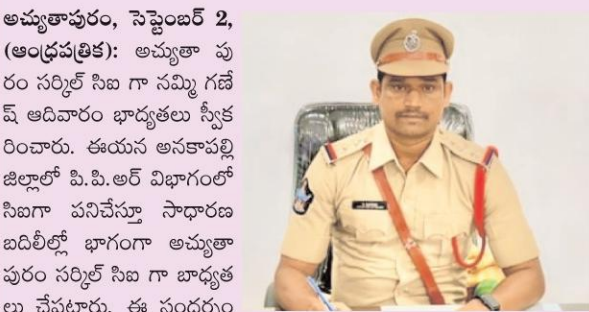 అచ్యుతాపురం, సెప్టెంబర్ 2,
(ఆంధ్రపత్రిక): అచ్యుతా పు
రం సర్కిల్ సిఐ గా నమ్మి గణే
ష్ ఆదివారం భాద్యతలు స్వీక
రించారు. ఈయన అనకాపల్లి
జిల్లాలో పి.పి.అర్ విభాగంలో
సిఐగా పనిచేస్తూ సాధారణ
బదిలీల్లో భాగంగా అచ్యుతా
పురం సర్కిల్ సిఐ గా బాధ్యత
లు చేపట్టారు. ఈ సందర్భం